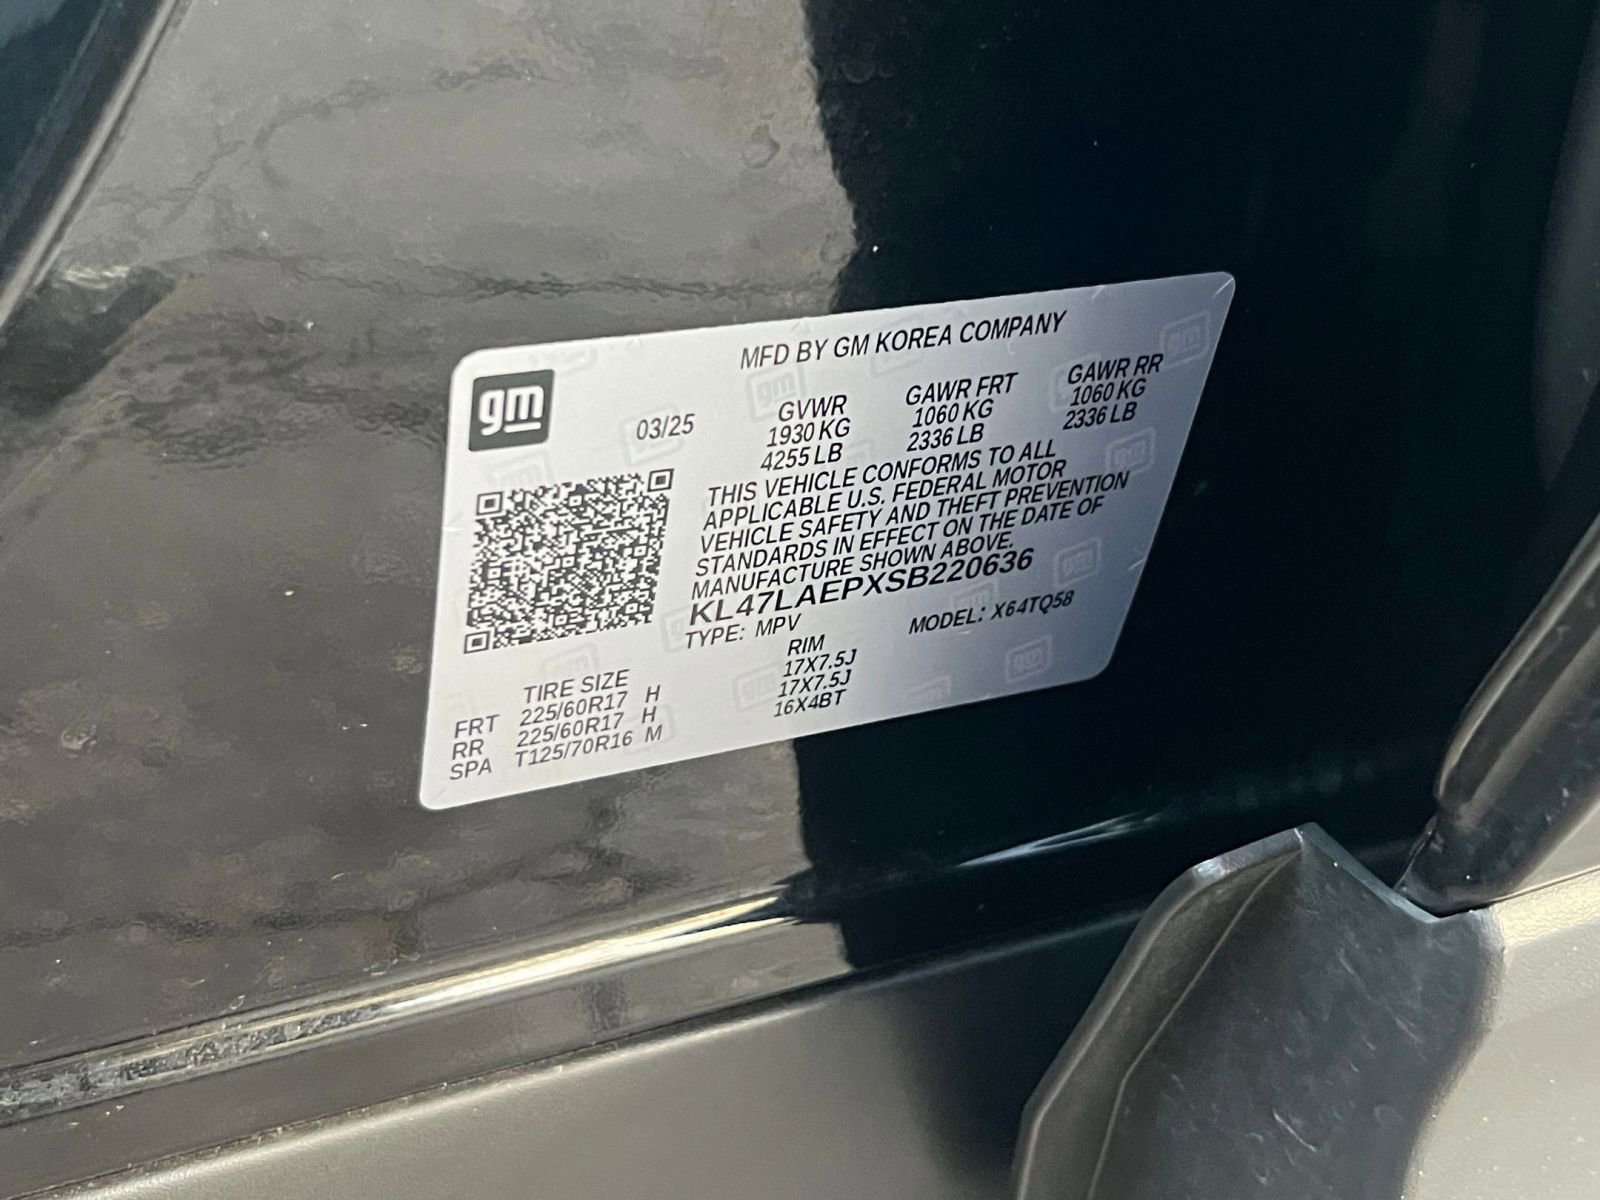 MFD BY GM KOREA COMPANY
gm
03/25
GVWR GAWR FRT GAWR RR
1930 KG 1060 KG 1060 KG
4255 LB 2336 LB 2336 LB
THIS VEHICLE CONFORMS TO ALL
APPLICABLE U.S. FEDERAL MOTOR
VEHICLE SAFETY AND THEFT PREVENTION
STANDARDS IN EFFECT ON THE DATE OF
MANUFACTURE SHOWN ABOVE.
KL47LAEPXSB220636
TYPE: MPV MODEL: X64TQ58
TIRE SIZE RIM
FRT 225/60R17 H 17X7.5J
RR 225/60R17 H 17X7.5J
SPA T125/70R16 M 16X4BT